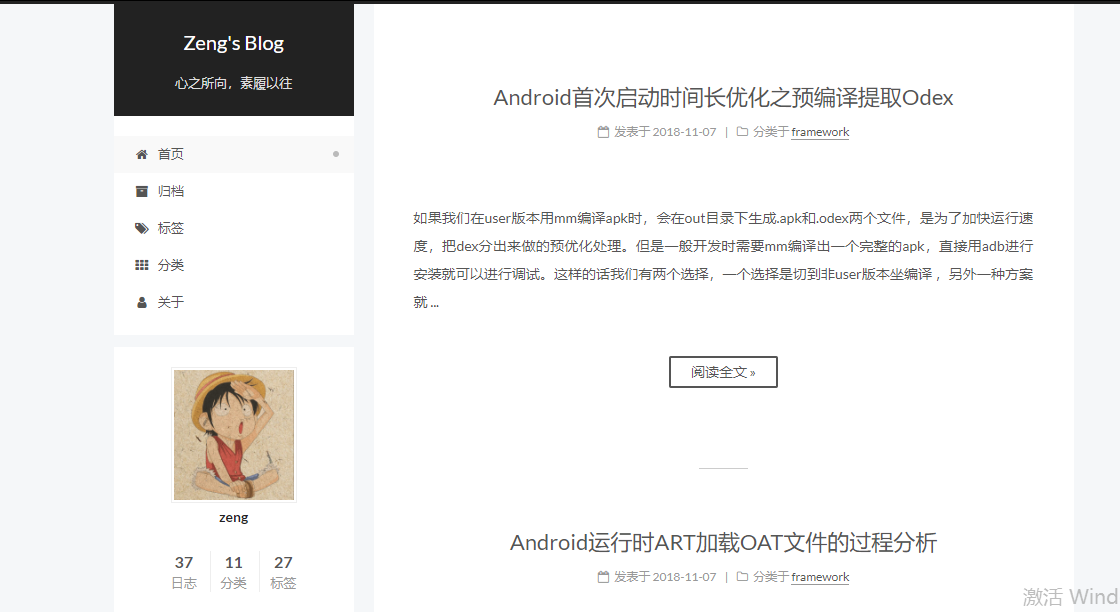 Zeng's Blog
心之所向，素履以往
首页
归档
标签
分类
关于
zeng
37 11 27
日志 分类 标签
Android首次启动时间长优化之预编译提取Odex
发表于 2018-11-07 | 分类于 framework
如果我们在user版本用mm编译apk时，会在out目录下生成.apk和.odex两个文件，是为了加快运行速
度，把dex分出来做的预优化处理。但是一般开发时需要mm编译出一个完整的apk，直接用adb进行
安装就可以进行调试。这样的话我们有两个选择，一个选择是切到非user版本坐编译 ，另外一种方案
就 ...
阅读全文 »
Android运行时ART加载OAT文件的过程分析
发表于 2018-11-07 | 分类于 framework
激活 Wind